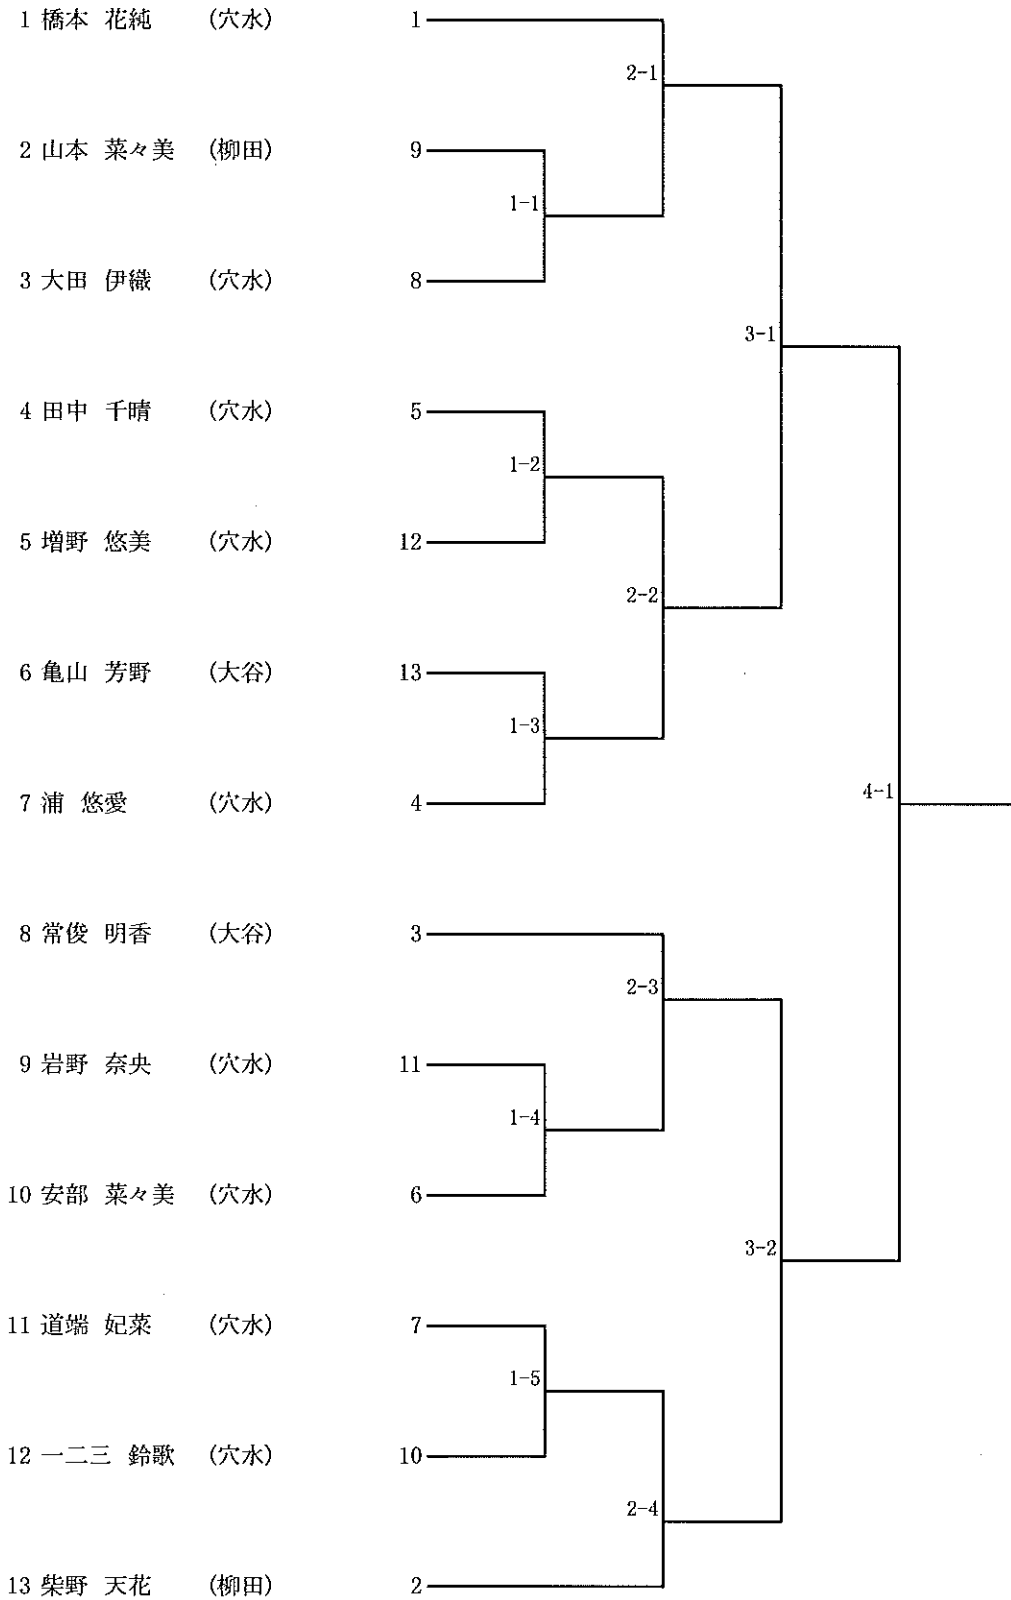 1 橋本 花純 (穴水) 1
2-1
2 山本 菜々美 (柳田) 9
1-1
3 大田 伊織 (穴水) 8
3-1
4 田中 千晴 (穴水) 5
1-2
5 増野 悠美 (穴水) 12
2-2
6 亀山 芳野 (大谷) 13
1-3
7 浦 悠愛 (穴水) 4
4-1
8 常俊 明香 (大谷) 3
2-3
9 岩野 奈央 (穴水) 11
1-4
10 安部 菜々美 (穴水) 6
3-2
11 道端 妃菜 (穴水) 7
1-5
12 一二三 鈴歌 (穴水) 10
2-4
13 柴野 天花 (柳田) 2